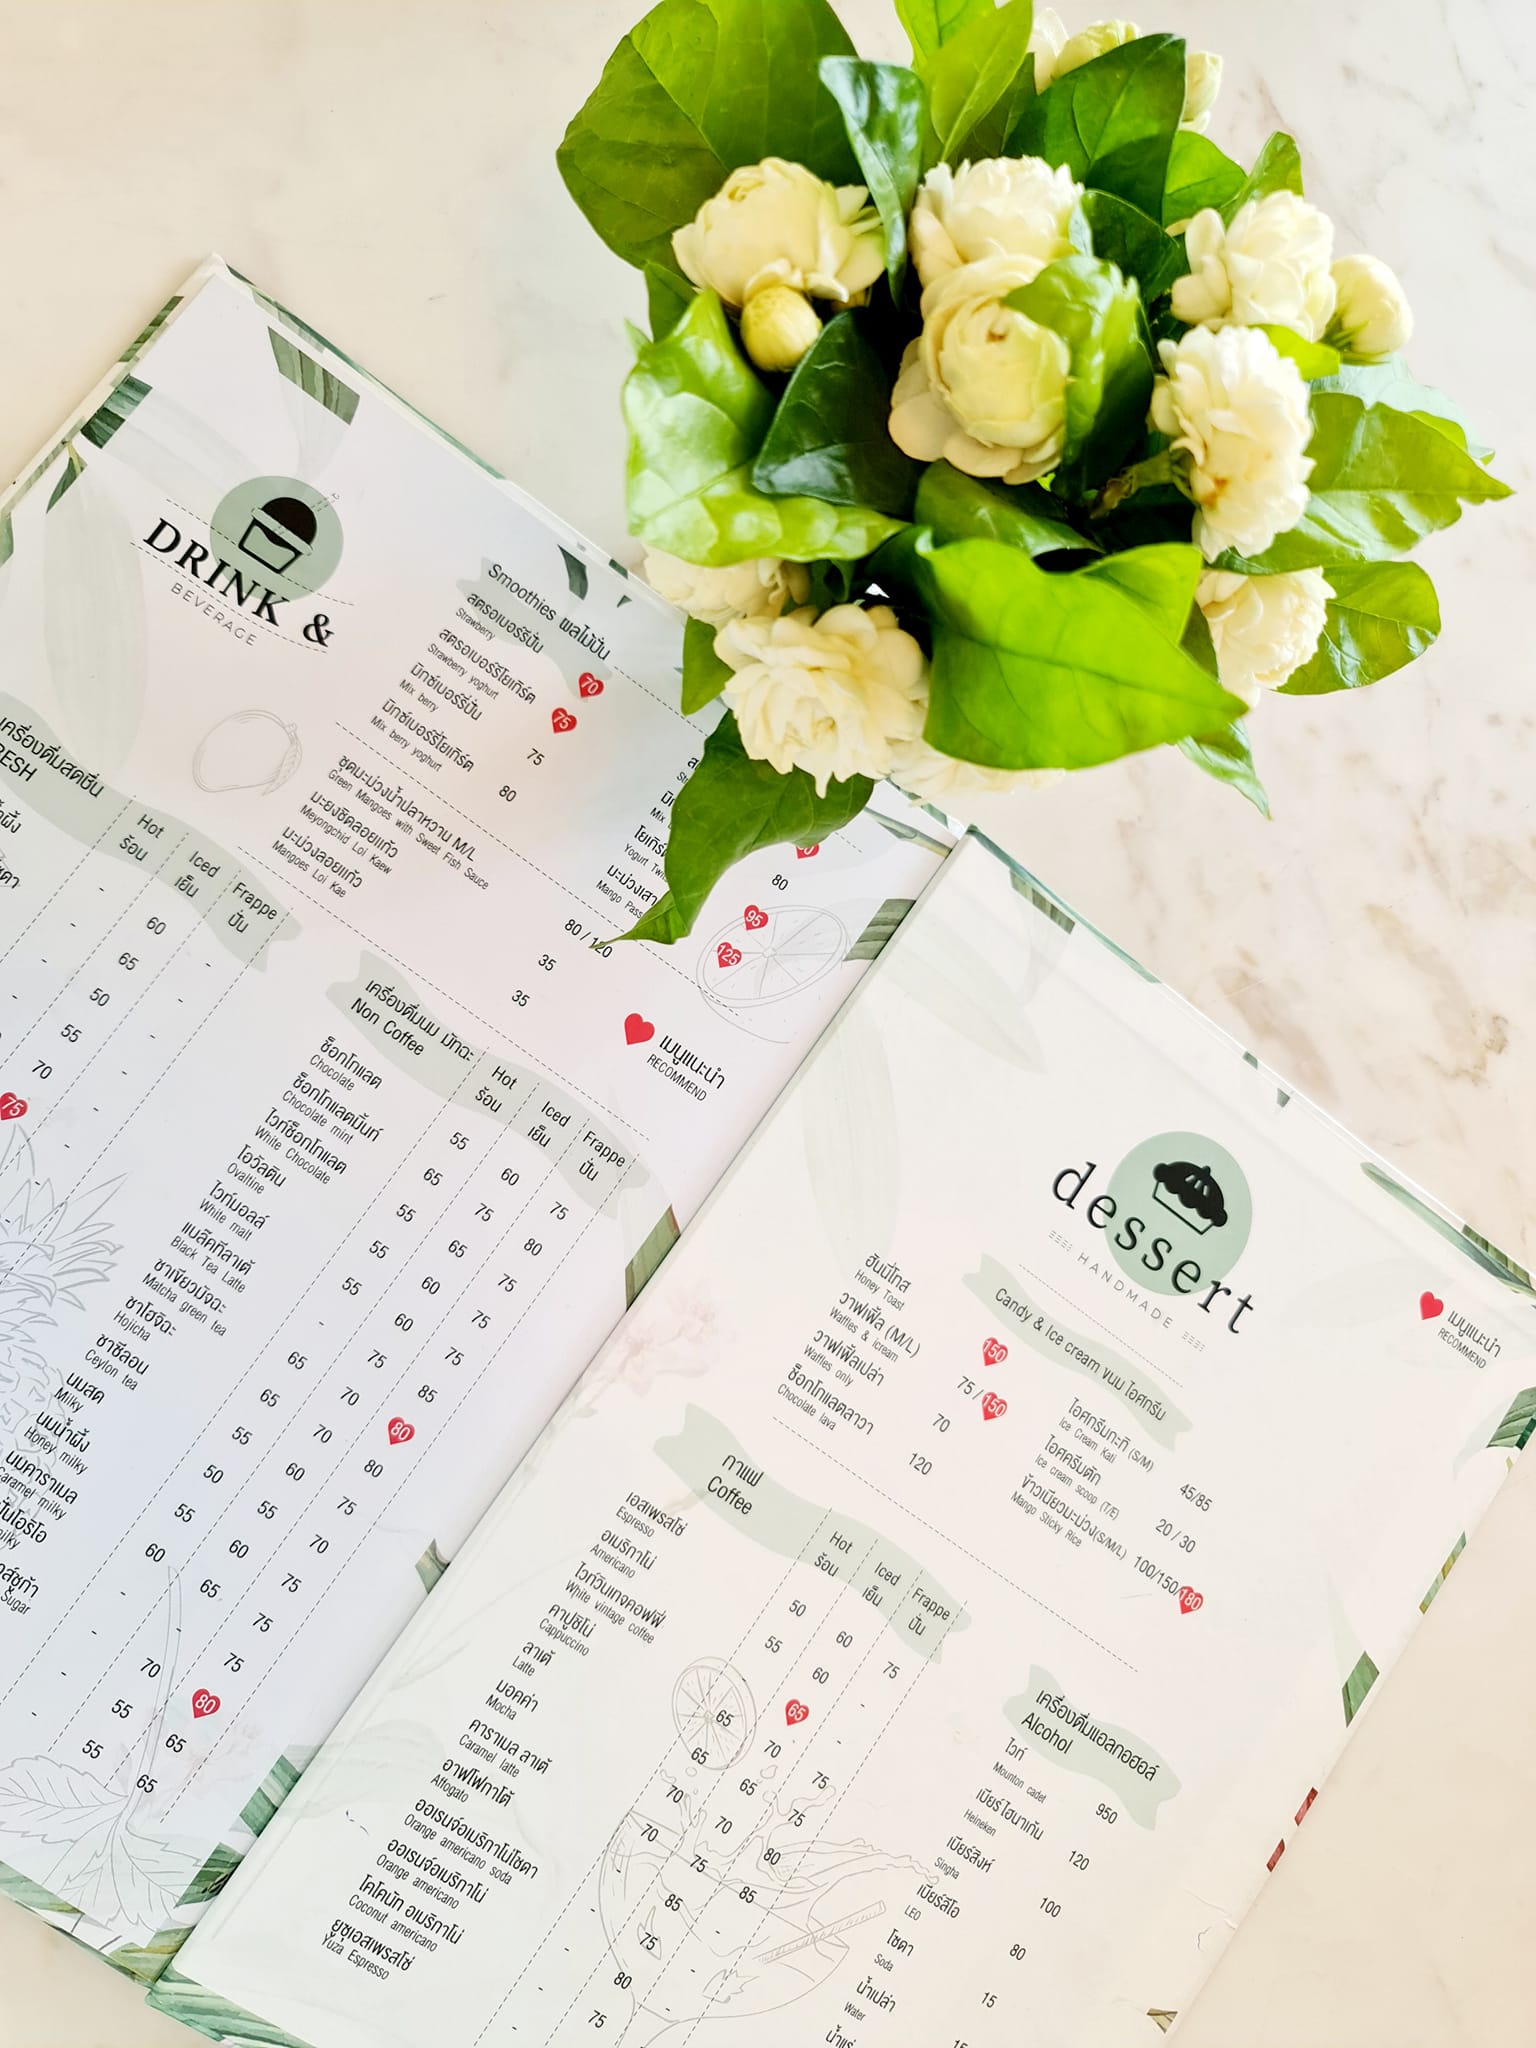 DRINK &
BEVERAGE
Smoothies ผลไม้ปั่น
สตรอเบอร์รีปั่น 70
Strawberry
สตรอเบอร์รีโยเกิร์ต 75
Strawberry yoghurt
มิกซ์เบอร์รี่ปั่น 75
Mix berry
มิกซ์เบอร์รี่โยเกิร์ต 80
Mix berry yoghurt
80
95
125
ชุดมะม่วงน้ำปลาหวาน M/L 80 / 120
Green Mangoes with Sweet Fish Sauce
มะยงชิดลอยแก้ว 35
Meyongchid Loi Kaew
มะม่วงลอยแก้ว 35
Mangoes Loi Kae
เมนูแนะนำ
RECOMMEND
เครื่องดื่มสดชื่น
Hot Iced Frappe
ร้อน เย็น ปั่น
- 60 -
- 65 -
50
55
70
75
เครื่องดื่มนม มัทฉะ
Non Coffee
Hot Iced Frappe
ร้อน เย็น ปั่น
ช็อกโกแลต 55 60 75
Chocolate
ช็อกโกแลตมิ้นท์ 65 75 80
Chocolate mint
ไวท์ช็อกโกแลต 55 65 75
White Chocolate
โอวัลติน 55 60 75
Ovaltine
ไวท์มอลล์ 55 60 75
White malt
แบล๊คทีลาเต้ - 75 85
Black Tea Latte
ชาเขียวมัจฉะ 65 70 80
Matcha green tea
ชาโฮจิฉะ 65 70 80
Hojicha
ชาซีลอน 55 60 75
Ceylon tea
นมสด 50 55 70
Milky
นมน้ำผึ้ง 55 60 75
Honey milky
นมคาราเมล 60 65 75
Caramel milky
- - 75
- 70 80
- 55 65
55 65
dessert
HANDMADE
เมนูแนะนำ
RECOMMEND
ฮันนี่โทส 150
Honey Toast
วาฟเฟิ้ล (M/L) 75 / 150
Waffles & icream
วาฟเฟิ้ลเปล่า 70
Waffles only
ช็อกโกแลตลาวา 120
Chocolate lava
Candy & Ice cream ขนม ไอศกรีม
ไอศกรีมกะทิ (S/M) 45/85
Ice Cream Kati
ไอศครีมตัก 20 / 30
Ice cream scoop (T/E)
ข้าวเนียวมะม่วง(S/M/L) 100/150/180
Mango Sticky Rice
กาแฟ
Coffee
Hot Iced Frappe
ร้อน เย็น ปั่น
เอสเพรสโซ่ 50 60 75
Espresso
อเมริกาโน่ 55 60
Americano
ไวท์วินเทจคอฟฟี่ 65
White vintage coffee
คาปูชิโน่ 65 70 75
Cappuccino
ลาเต้ 65 65 75
Latte
มอคค่า 70 70 80
Mocha
คาราเมล ลาเต้ 70 75 85
Caramel latte
อาฟโฟกาโต้ - 85 -
Affogato
ออเรนจ์อเมริกาโน่โซดา - 75 -
Orange americano soda
ออเรนจ์อเมริกาโน่ - 80
Orange americano
โคโคนัท อเมริกาโน่ - 75
Coconut americano
ยูซุเอสเพรสโซ่
Yuza Espresso
เครื่องดื่มแอลกอฮอล์
Alcohol
ไวท์ 950
Mounton cadet
เบียร์ไฮนาเก้น 120
Heineken
เบียร์สิงห์ 100
Singha
เบียร์ลีโอ 80
LEO
โซดา 15
Soda
น้ำเปล่า
Water
น้ำแร่